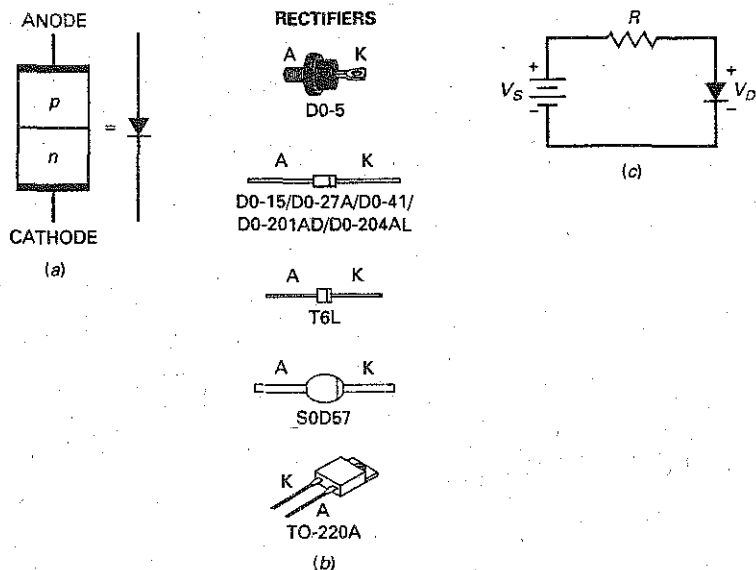 ANODE
p
n
=
CATHODE
(a)
RECTIFIERS
A K
D0-5
A K
D0-15/D0-27A/D0-41/
D0-201AD/D0-204AL
A K
T6L
A K
S0D57
K
A
TO-220A
(b)
R
+
V_S
−
+
V_D
−
(c)